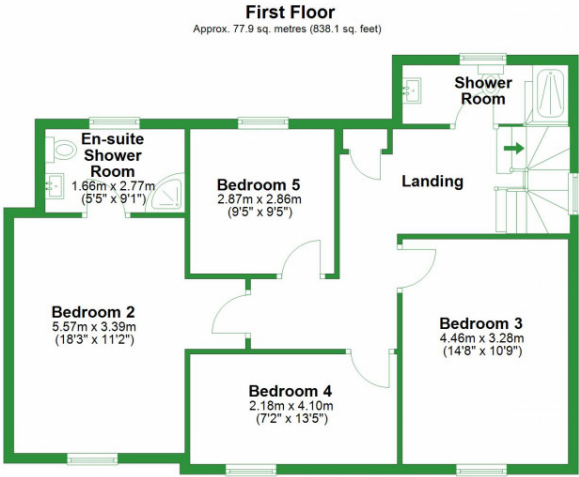 First Floor
Approx. 77.9 sq. metres (838.1 sq. feet)
Shower
Room
En-suite
Shower
Room
1.66m x 2.77m
(5'5" x 9'1")
Bedroom 5
2.87m x 2.86m
(9'5" x 9'5")
Landing
Bedroom 2
5.57m x 3.39m
(18'3" x 11'2")
Bedroom 3
4.46m x 3.28m
(14'8" x 10'9")
Bedroom 4
2.18m x 4.10m
(7'2" x 13'5")